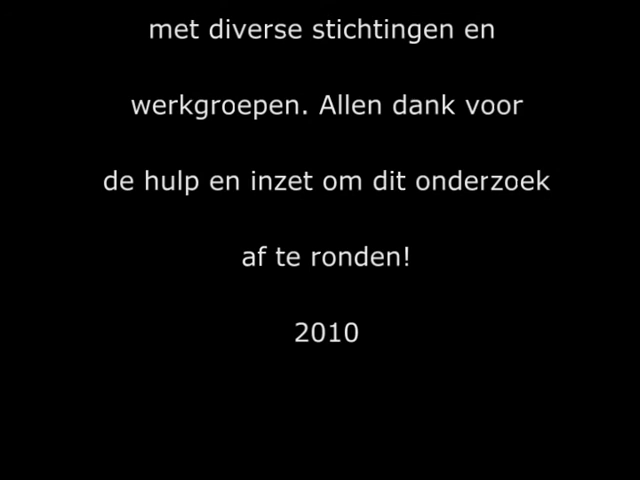 met diverse stichtingen en
werkgroepen. Allen dank voor
de hulp en inzet om dit onderzoek
af te ronden!
2010